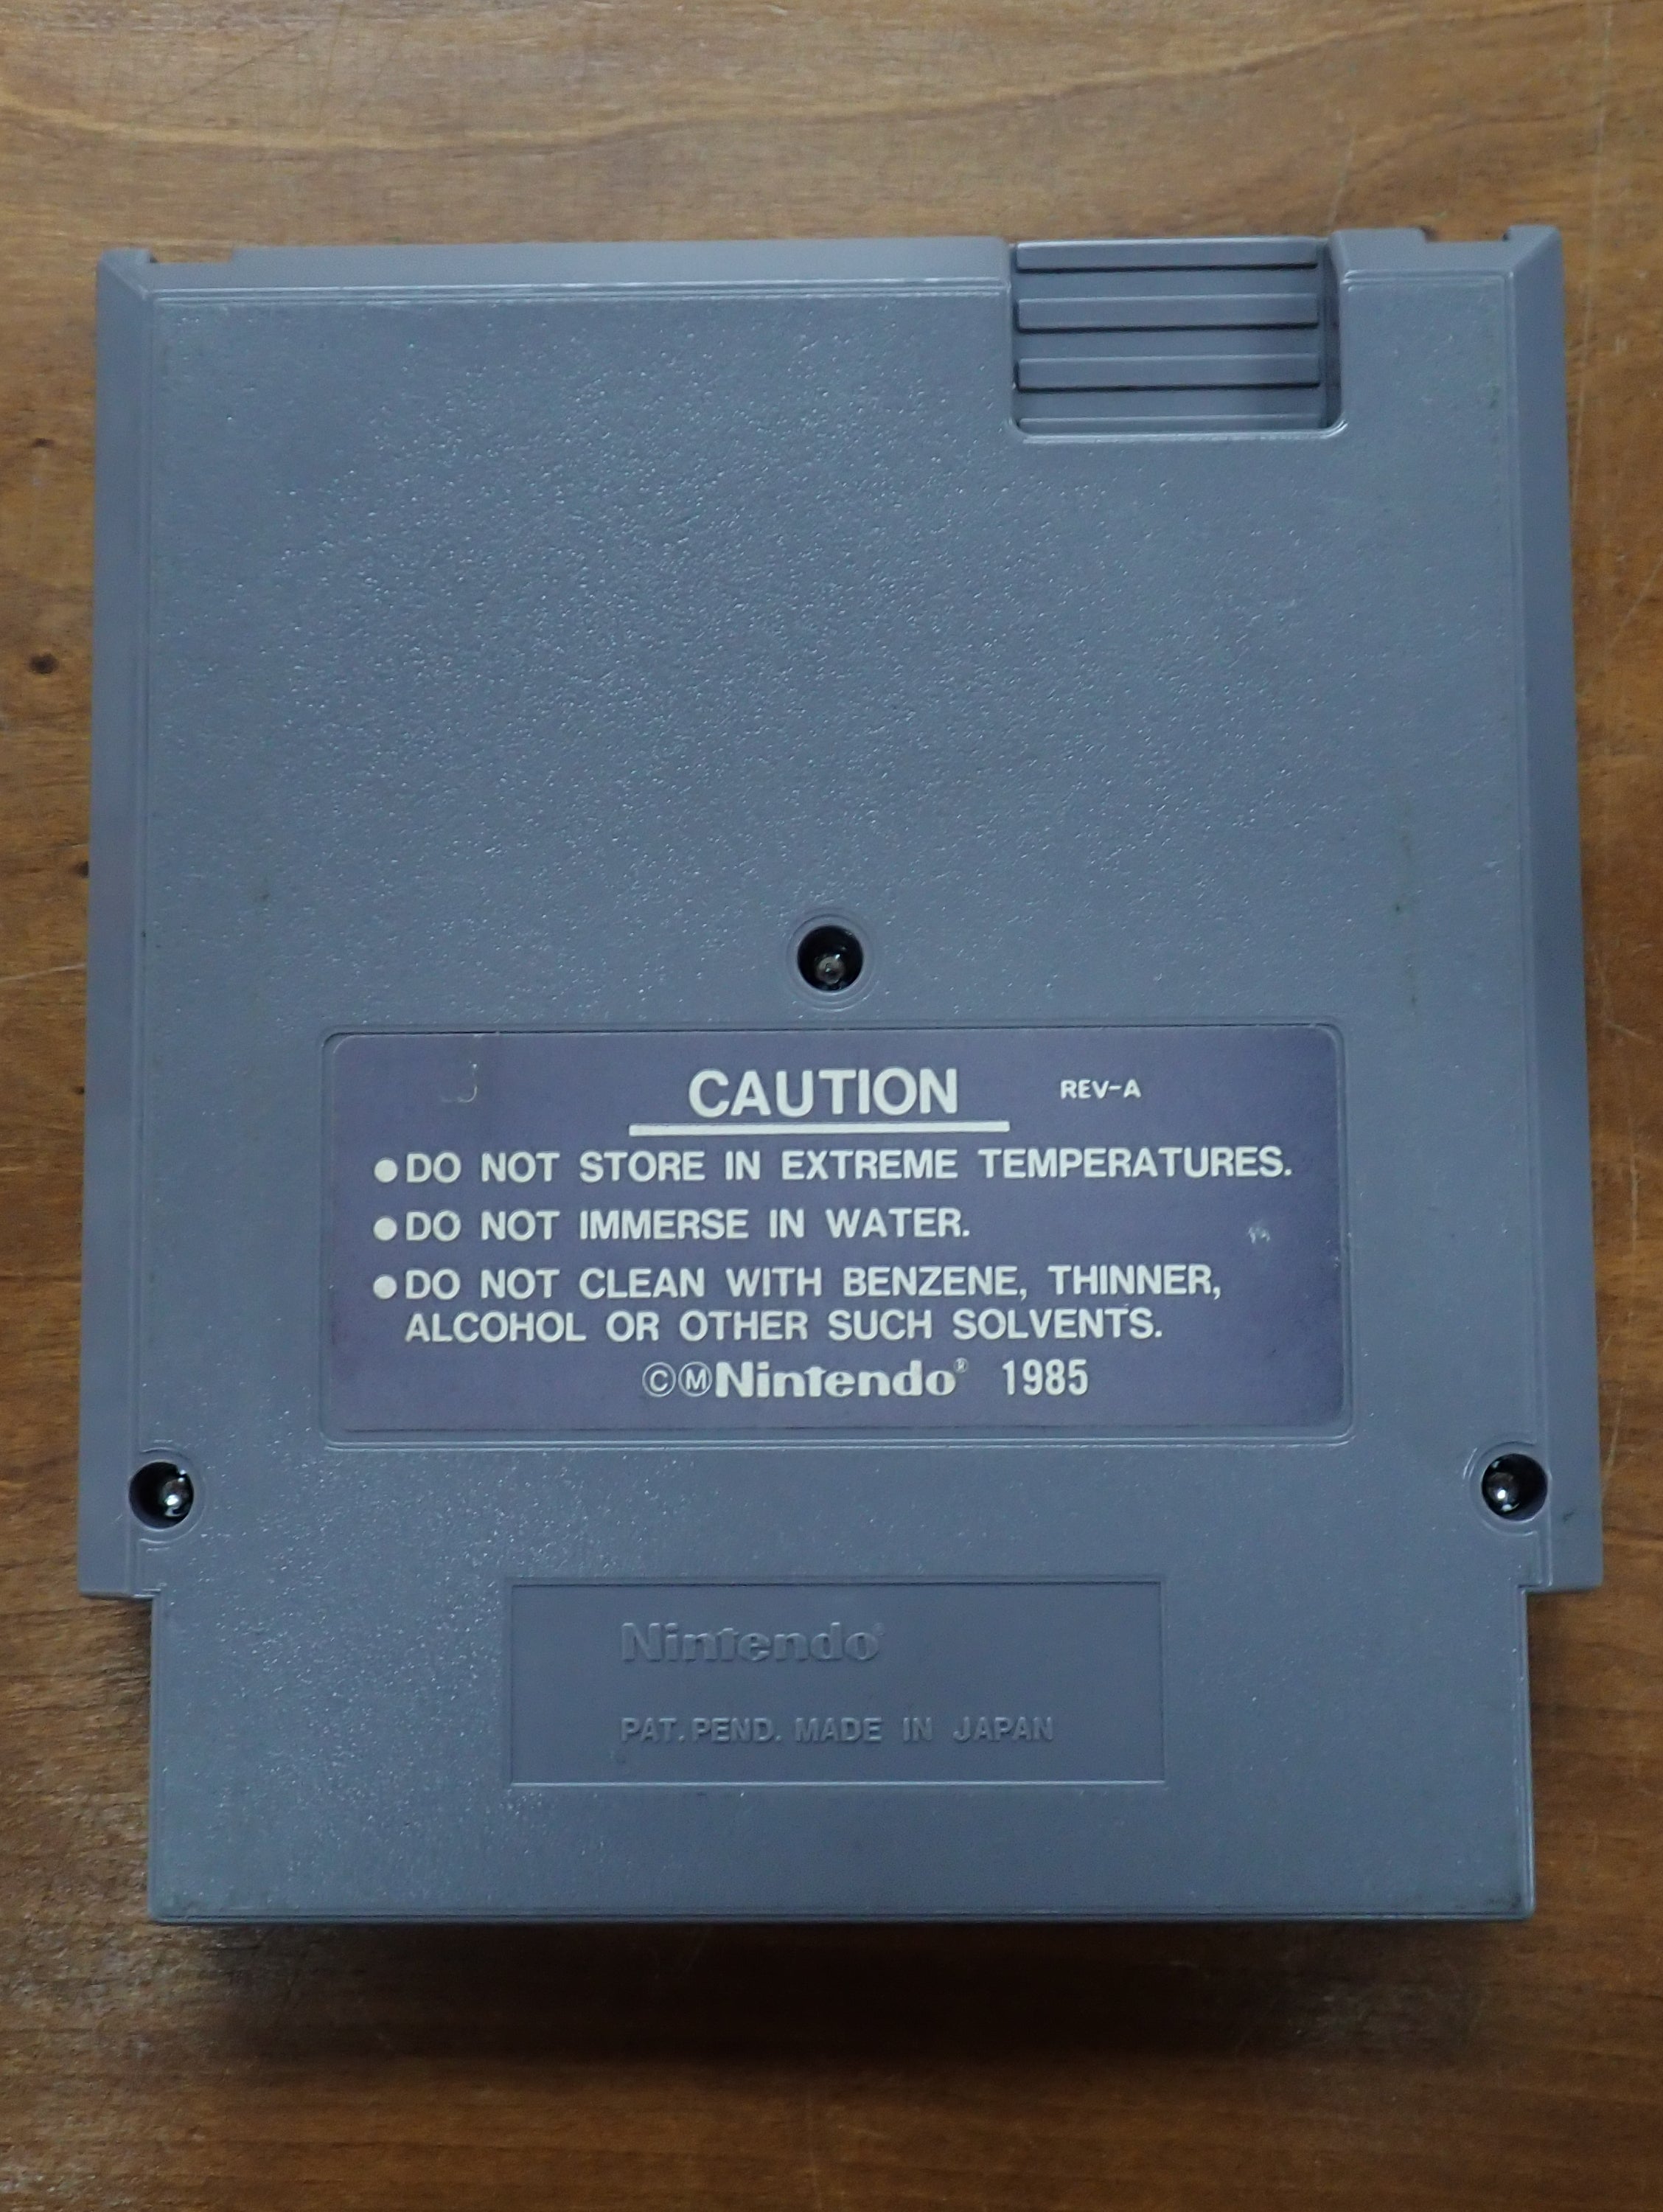 CAUTION REV-A
●DO NOT STORE IN EXTREME TEMPERATURES.
●DO NOT IMMERSE IN WATER.
●DO NOT CLEAN WITH BENZENE, THINNER,
ALCOHOL OR OTHER SUCH SOLVENTS.
©ⓂNintendo® 1985
Nintendo®
PAT. PEND. MADE IN JAPAN